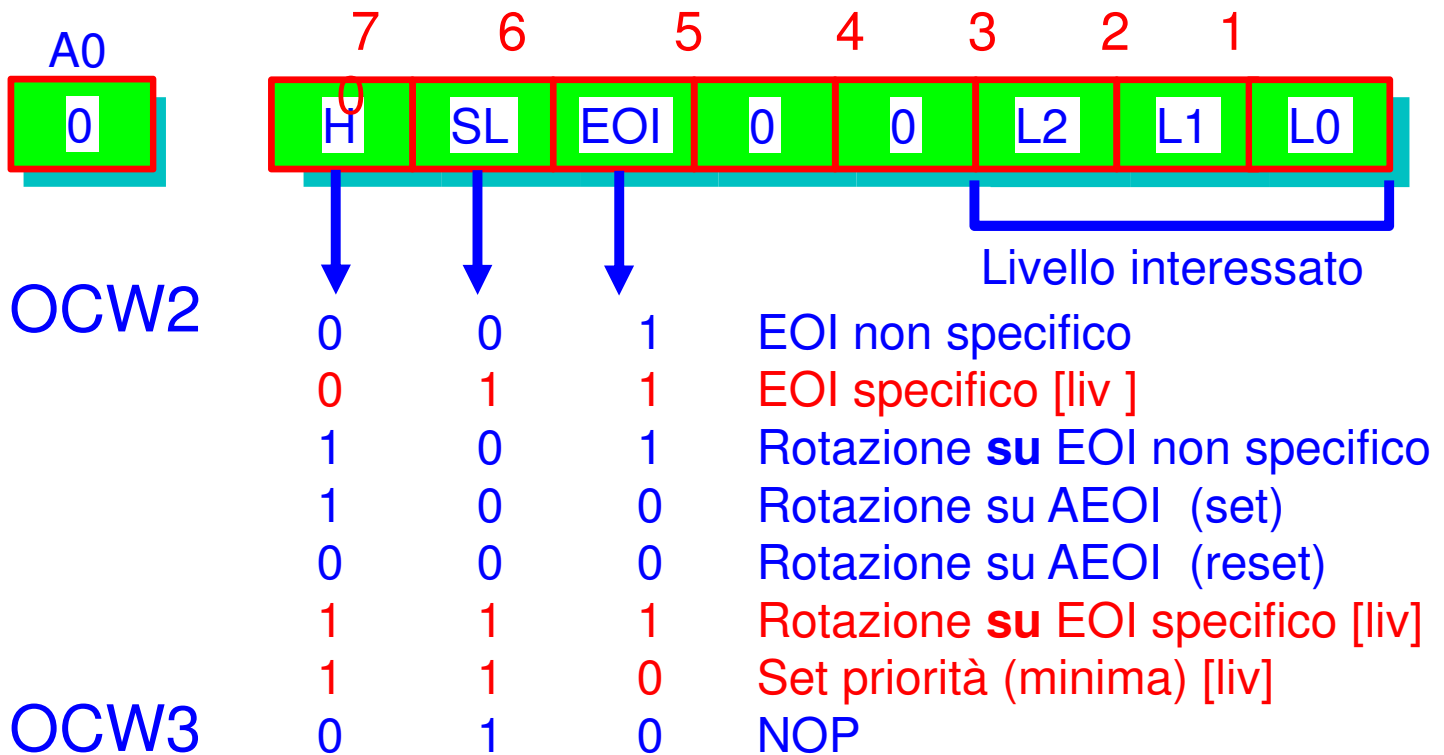 7 6 5 4 3 2 1
A0
0
0 H SL EOI 0 0 L2 L1 L0
Livello interessato
OCW2
0 0 1 EOI non specifico
0 1 1 EOI specifico [liv ]
1 0 1 Rotazione su EOI non specifico
1 0 0 Rotazione su AEOI (set)
0 0 0 Rotazione su AEOI (reset)
1 1 1 Rotazione su EOI specifico [liv]
1 1 0 Set priorità (minima) [liv]
OCW3
0 1 0 NOP